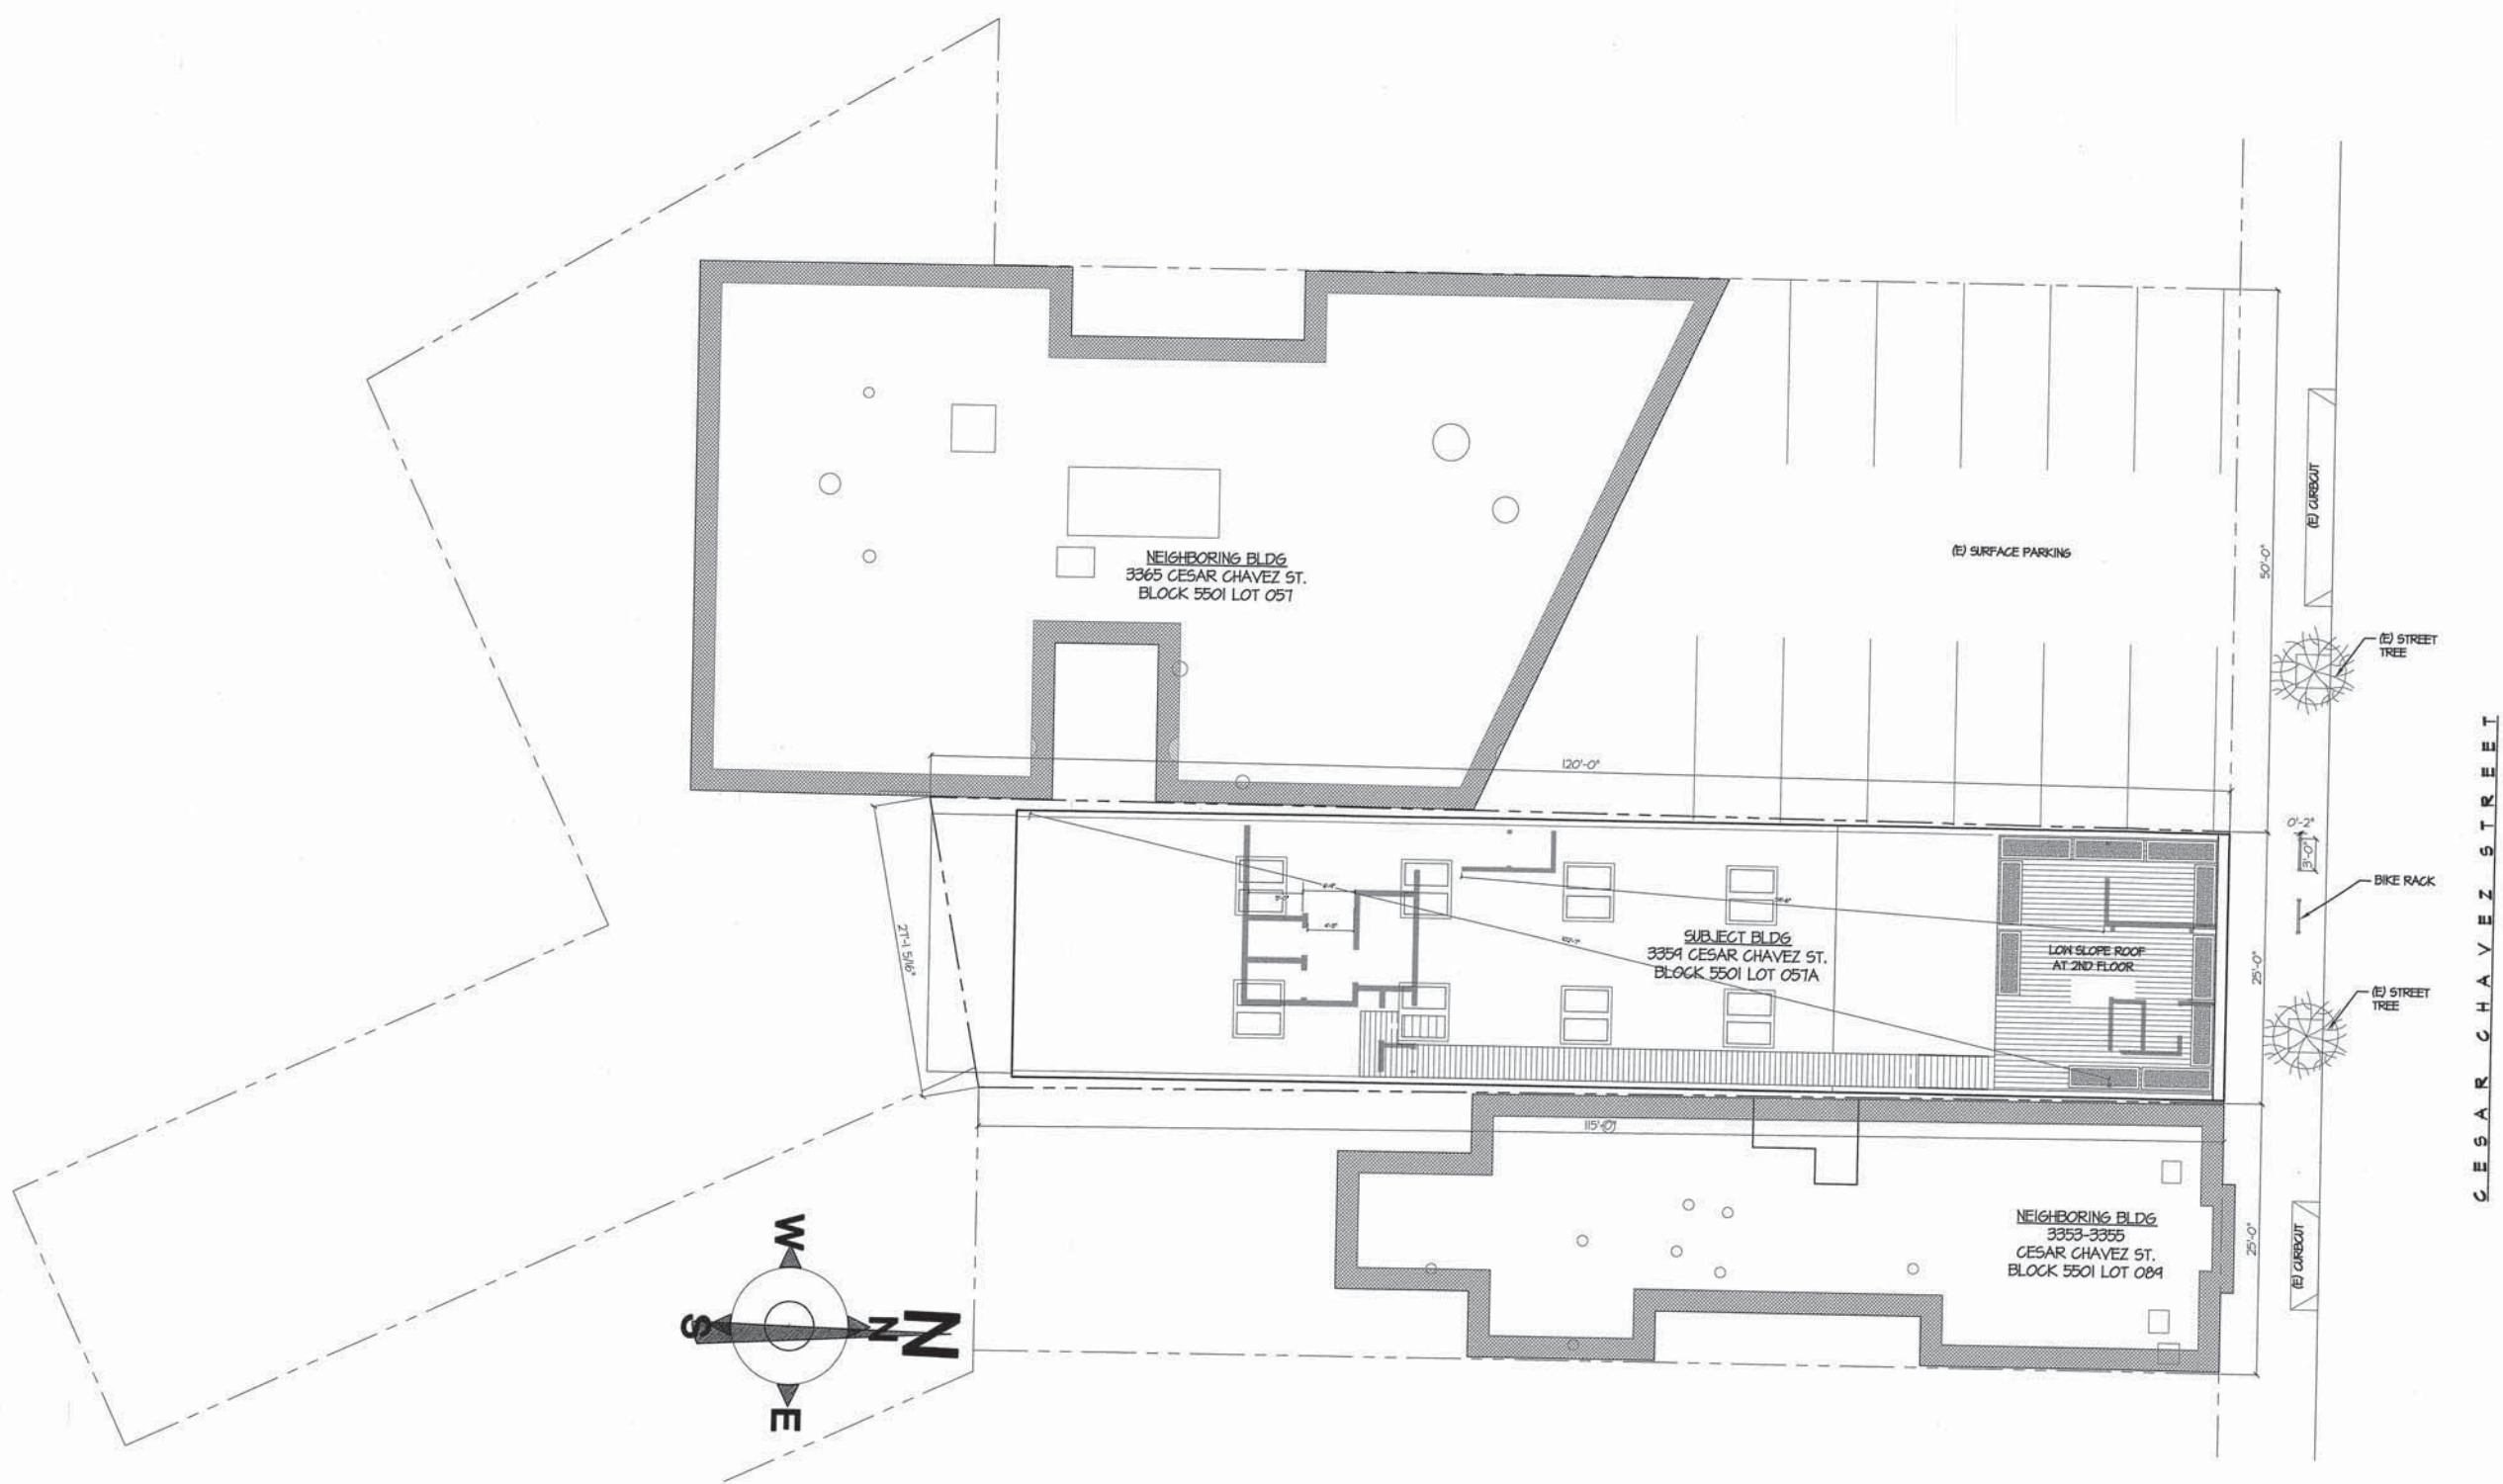 NEIGHBORING BLDG
3365 CESAR CHAVEZ ST.
BLOCK 5501 LOT 057
(E) SURFACE PARKING
(E) CURBCUT
50'-0"
(E) STREET
TREE
120'-0"
0'-2"
3'-0"
BIKE RACK
27'-1 5/16"
SUBJECT BLDG
3359 CESAR CHAVEZ ST.
BLOCK 5501 LOT 057A
LOW SLOPE ROOF
AT 2ND FLOOR
25'-0"
(E) STREET
TREE
CESAR CHAVEZ STREET
115'-0"
NEIGHBORING BLDG
3353-3355
CESAR CHAVEZ ST.
BLOCK 5501 LOT 089
25'-0"
(E) CURBCUT
W
S
N
N
E